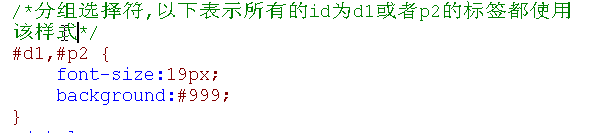 /*分组选择符,以下表示所有的id为d1或者p2的标签都使用
该样式*/
#d1,#p2 {
    font-size:19px;
    background:#999;
}